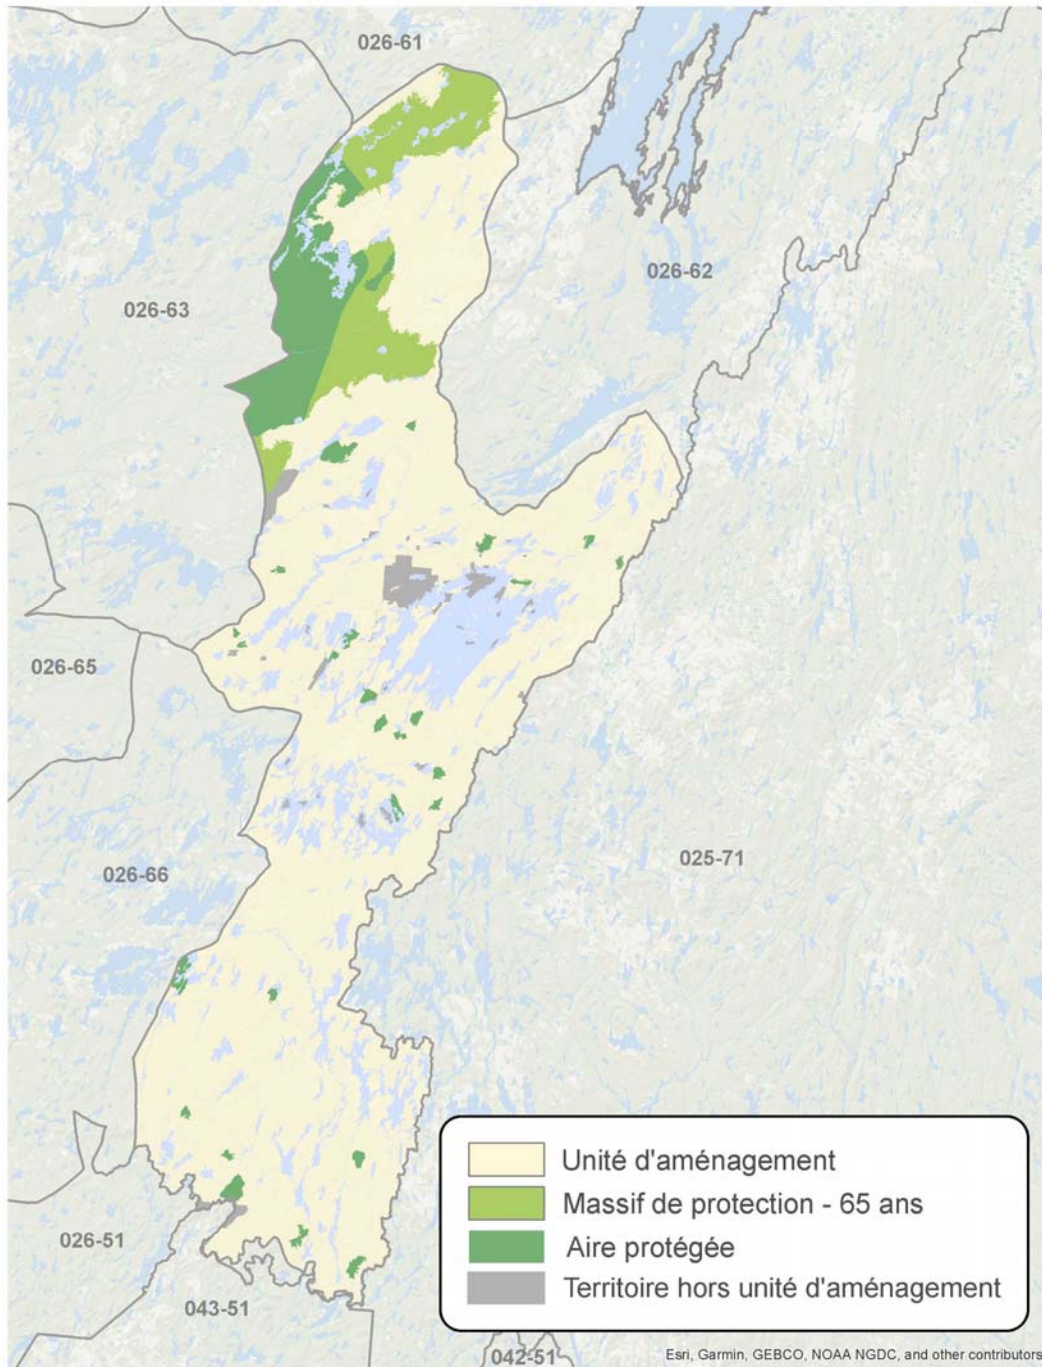 026-61
026-62
026-63
026-65
026-66
025-71
026-51
043-51
042-51
Unité d'aménagement
Massif de protection - 65 ans
Aire protégée
Territoire hors unité d'aménagement
Esri, Garmin, GEBCO, NOAA NGDC, and other contributors